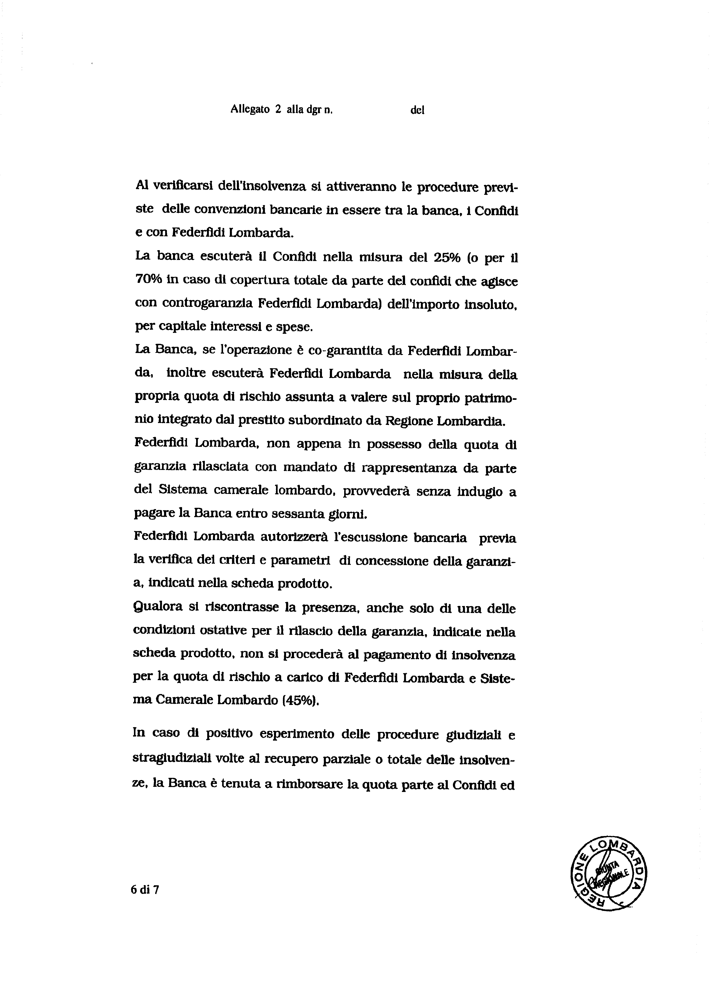 Allegato 2 alla dgr n. del
Al verificarsi dell'insolvenza si attiveranno le procedure previ-
ste delle convenzioni bancarie in essere tra la banca, i Confidi
e con Federfidi Lombarda.
La banca escuterà il Confidi nella misura del 25% (o per il
70% in caso di copertura totale da parte del confidi che agisce
con controgaranzia Federfidi Lombarda) dell'importo insoluto,
per capitale interessi e spese.
La Banca, se l'operazione è co-garantita da Federfidi Lombar-
da, inoltre escuterà Federfidi Lombarda nella misura della
propria quota di rischio assunta a valere sul proprio patrimo-
nio integrato dal prestito subordinato da Regione Lombardia.
Federfidi Lombarda, non appena in possesso della quota di
garanzia rilasciata con mandato di rappresentanza da parte
del Sistema camerale lombardo, provvederà senza indugio a
pagare la Banca entro sessanta giorni.
Federfidi Lombarda autorizzerà l'escussione bancaria previa
la verifica dei criteri e parametri di concessione della garanzi-
a, indicati nella scheda prodotto.
Qualora si riscontrasse la presenza, anche solo di una delle
condizioni ostative per il rilascio della garanzia, indicate nella
scheda prodotto, non si procederà al pagamento di insolvenza
per la quota di rischio a carico di Federfidi Lombarda e Siste-
ma Camerale Lombardo (45%).
In caso di positivo esperimento delle procedure giudiziali e
stragiudiziali volte al recupero parziale o totale delle insolven-
ze, la Banca è tenuta a rimborsare la quota parte al Confidi ed
REGIONE LOMBARDIA
GIUNTA
REGIONALE
6 di 7